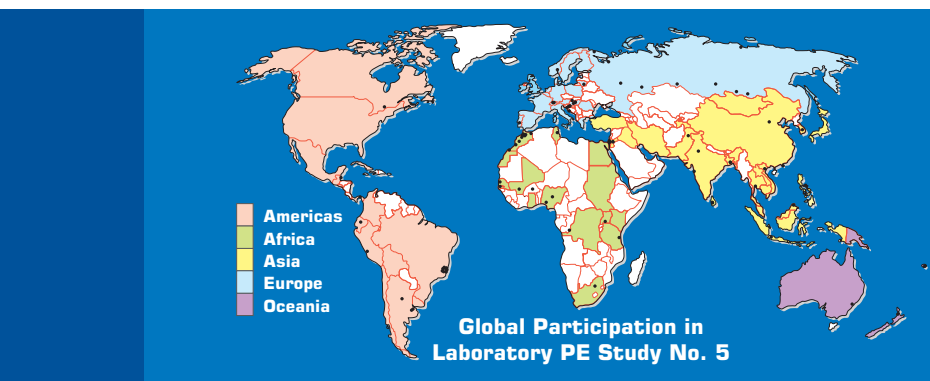 Americas
Africa
Asia
Europe
Oceania
Global Participation in
Laboratory PE Study No. 5